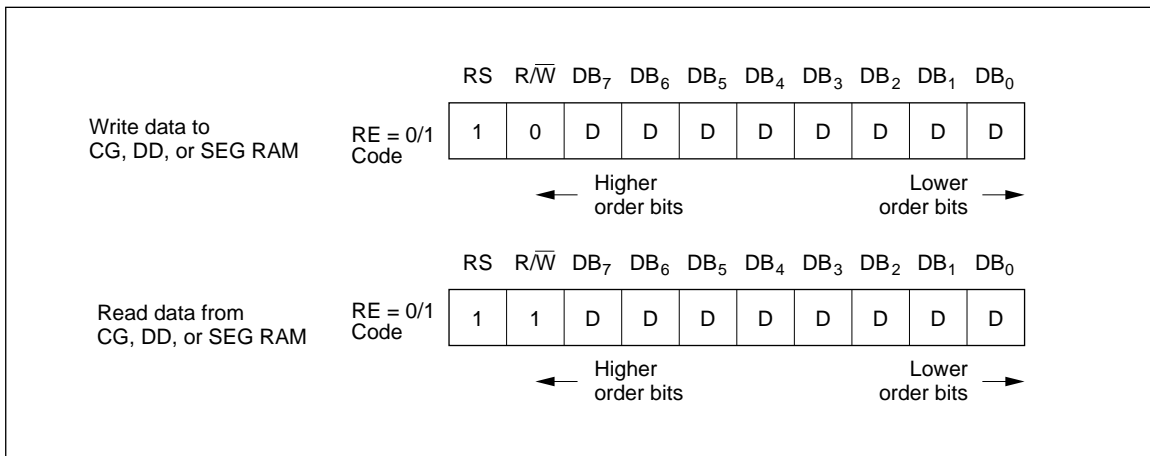 RS R/W̅ DB₇ DB₆ DB₅ DB₄ DB₃ DB₂ DB₁ DB₀
Write data to
CG, DD, or SEG RAM
RE = 0/1
Code
1 0 D D D D D D D D
Higher
order bits
Lower
order bits
RS R/W̅ DB₇ DB₆ DB₅ DB₄ DB₃ DB₂ DB₁ DB₀
Read data from
CG, DD, or SEG RAM
RE = 0/1
Code
1 1 D D D D D D D D
Higher
order bits
Lower
order bits